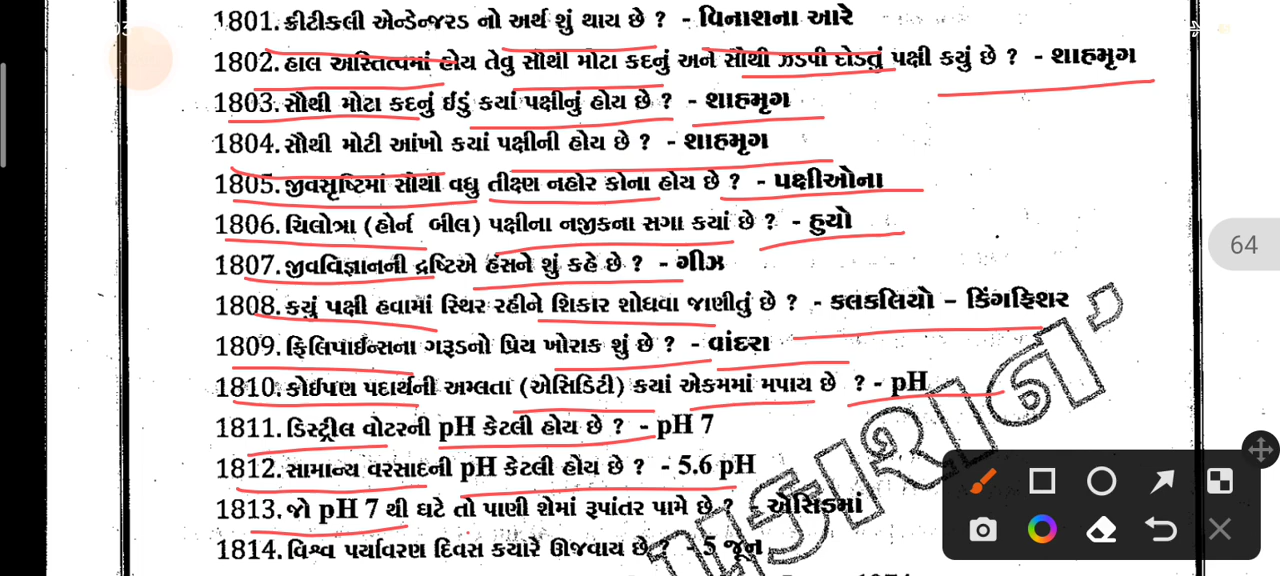 1801. ક્રીટીકલી એન્ડેન્જરડ નો અર્થ શું થાય છે ? - વિનાશના આરે
1802. હાલ અસ્તિત્વમાં હોય તેવુ સૌથી મોટા કદનું અને સૌથી ઝડપી દોડતું પક્ષી કયું છે ? - શાહમૃગ
1803. સૌથી મોટા કદનું ઈડું કયાં પક્ષીનું હોય છે ? - શાહમૃગ
1804. સૌથી મોટી આંખો કયાં પક્ષીની હોય છે ? - શાહમૃગ
1805. જીવસૃષ્ટિમાં સૌથી વધુ તીક્ષ્ણ નહોર કોના હોય છે ? - પક્ષીઓના
1806. ચિલોત્રા (હોર્ન બીલ) પક્ષીના નજીકના સગા કયાં છે ? - હુયો
1807. જીવવિજ્ઞાનની દ્રષ્ટિએ હંસને શું કહે છે ? - ગીઝ
1808. કયું પક્ષી હવામાં સ્થિર રહીને શિકાર શોધવા જાણીતું છે ? - કલકલિયો – કિંગફિશર
64
1809. ફિલિપાઈન્સના ગરૂડનો પ્રિય ખોરાક શું છે ? - વાંદરા
1810. કોઈપણ પદાર્થની અમ્લતા (એસિડિટી) કયાં એકમમાં મપાય છે ? - pH
1811. ડિસ્ટ્રીલ વોટરની pH કેટલી હોય છે ? - pH 7
1812. સામાન્ય વરસાદની pH કેટલી હોય છે ? - 5.6 pH
1813. જો pH 7 થી ઘટે તો પાણી શેમાં રૂપાંતર પામે છે ? - એસિડમાં
1814. વિશ્વ પર્યાવરણ દિવસ કયારે ઊજવાય છે ? - 5 જૂન
પ્રકાશન'